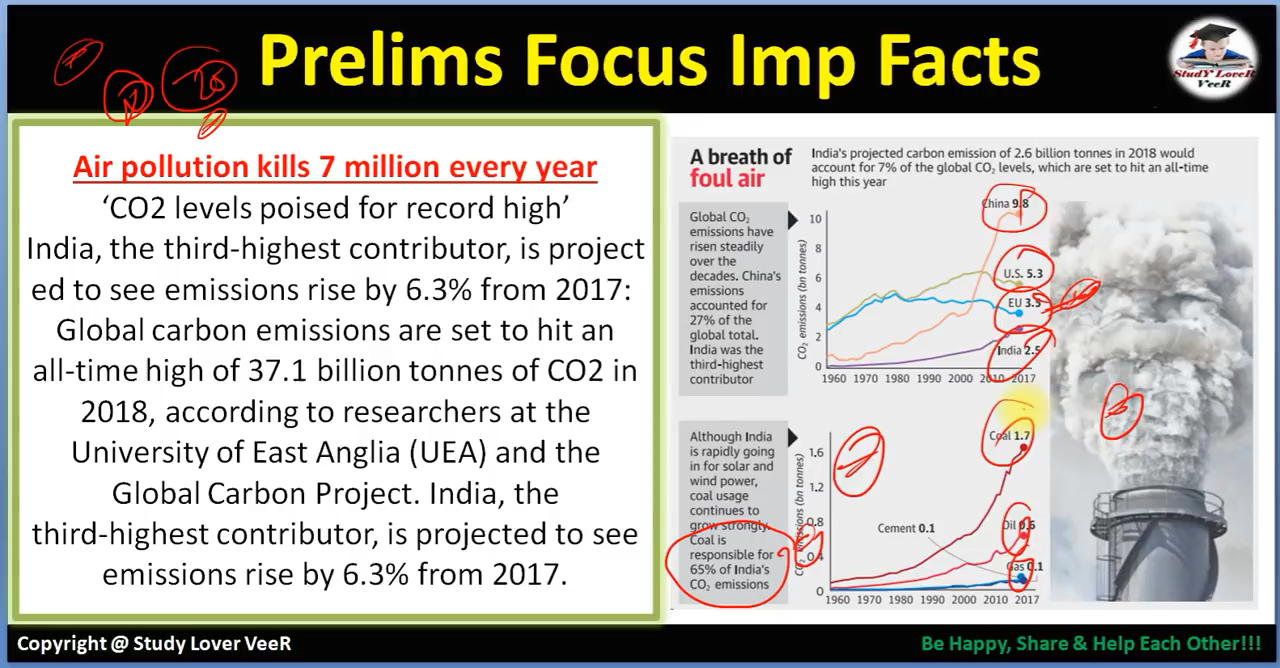 Prelims Focus Imp Facts
StudY LoveR
VeeR
Air pollution kills 7 million every year
‘CO2 levels poised for record high’
India, the third-highest contributor, is project
ed to see emissions rise by 6.3% from 2017:
Global carbon emissions are set to hit an
all-time high of 37.1 billion tonnes of CO2 in
2018, according to researchers at the
University of East Anglia (UEA) and the
Global Carbon Project. India, the
third-highest contributor, is projected to see
emissions rise by 6.3% from 2017.
A breath of
foul air
India's projected carbon emission of 2.6 billion tonnes in 2018 would
account for 7% of the global CO₂ levels, which are set to hit an all-time
high this year
Global CO₂
emissions have
risen steadily
over the
decades. China's
emissions
accounted for
27% of the
global total.
India was the
third-highest
contributor
CO₂ emissions (bn tonnes)
10
8
6
4
2
0
China 9.8
U.S. 5.3
EU 3.5
India 2.5
1960 1970 1980 1990 2000 2010 2017
Although India
is rapidly going
in for solar and
wind power,
coal usage
continues to
grow strongly.
Coal is
responsible for
65% of India's
CO₂ emissions
CO₂ emissions (bn tonnes)
1.6
1.2
0.8
0.4
0
Coal 1.7
Cement 0.1
Oil 0.6
Gas 0.1
1960 1970 1980 1990 2000 2010 2017
Copyright @ Study Lover VeeR
Be Happy, Share & Help Each Other!!!